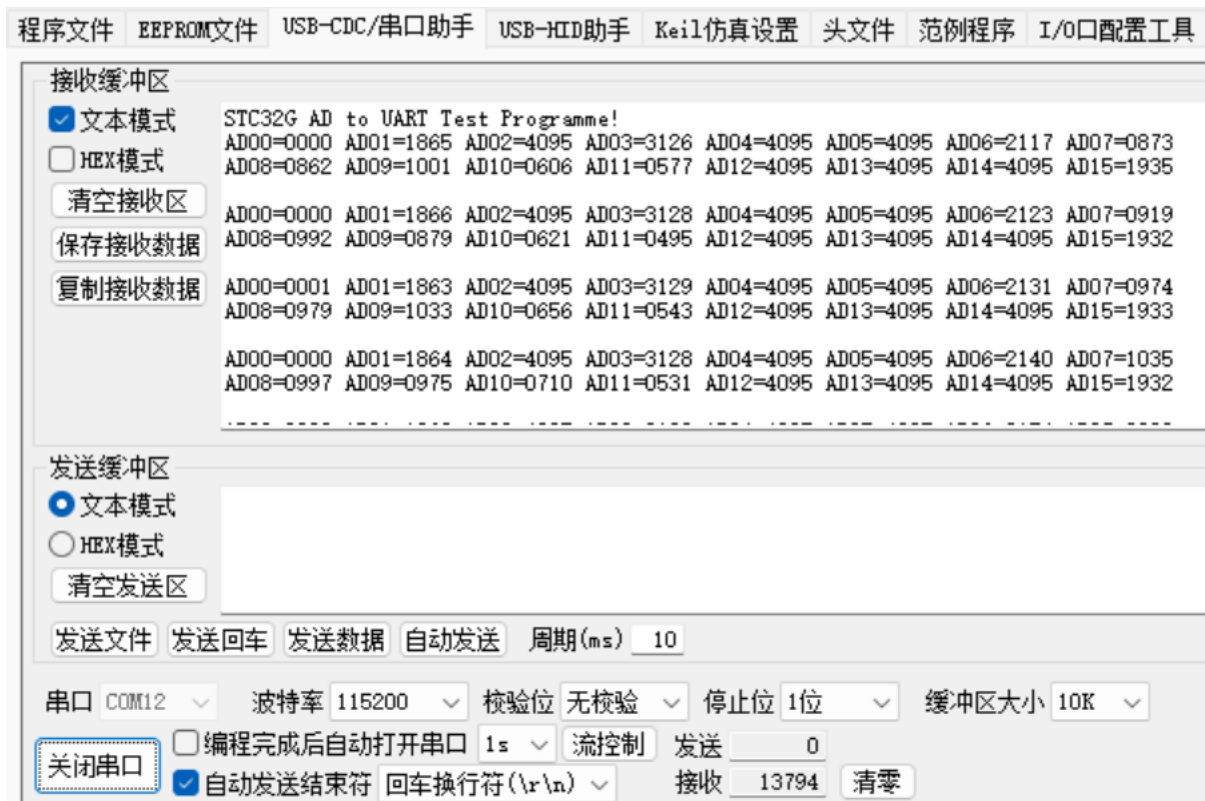 程序文件 EEPROM文件 USB-CDC/串口助手 USB-HID助手 Keil仿真设置 头文件 范例程序 I/O口配置工具
接收缓冲区
文本模式
HEX模式
清空接收区
保存接收数据
复制接收数据
STC32G AD to UART Test Programme!
AD00=0000 AD01=1865 AD02=4095 AD03=3126 AD04=4095 AD05=4095 AD06=2117 AD07=0873
AD08=0862 AD09=1001 AD10=0606 AD11=0577 AD12=4095 AD13=4095 AD14=4095 AD15=1935
AD00=0000 AD01=1866 AD02=4095 AD03=3128 AD04=4095 AD05=4095 AD06=2123 AD07=0919
AD08=0992 AD09=0879 AD10=0621 AD11=0495 AD12=4095 AD13=4095 AD14=4095 AD15=1932
AD00=0001 AD01=1863 AD02=4095 AD03=3129 AD04=4095 AD05=4095 AD06=2131 AD07=0974
AD08=0979 AD09=1033 AD10=0656 AD11=0543 AD12=4095 AD13=4095 AD14=4095 AD15=1933
AD00=0000 AD01=1864 AD02=4095 AD03=3128 AD04=4095 AD05=4095 AD06=2140 AD07=1035
AD08=0997 AD09=0975 AD10=0710 AD11=0531 AD12=4095 AD13=4095 AD14=4095 AD15=1932
发送缓冲区
文本模式
HEX模式
清空发送区
发送文件 发送回车 发送数据 自动发送 周期(ms) 10
串口 COM12 波特率 115200 校验位 无校验 停止位 1位 缓冲区大小 10K
关闭串口
编程完成后自动打开串口 1s 流控制 发送 0
自动发送结束符 回车换行符(\r\n) 接收 13794 清零